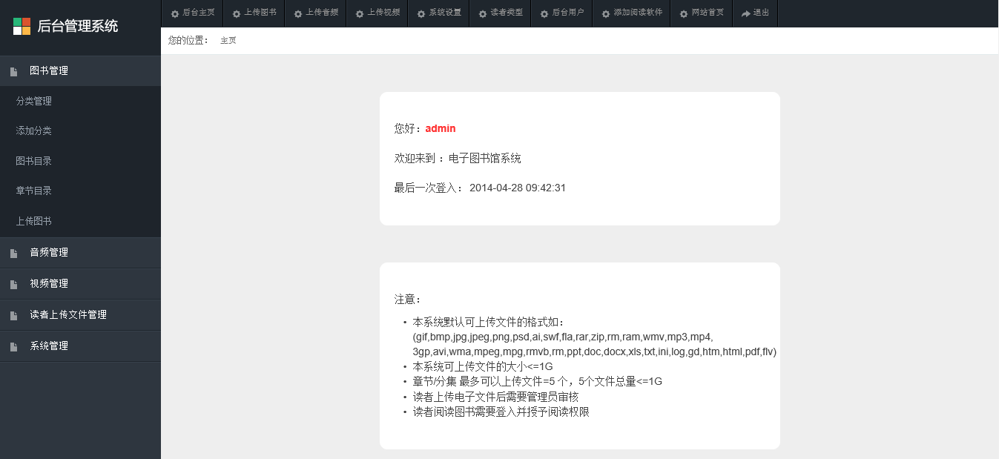 后台管理系统
后台主页 上传图书 上传音频 上传视频 系统设置 读者类型 后台用户 添加阅读软件 网站首页 退出
您的位置： 主页
图书管理
分类管理
添加分类
图书目录
章节目录
上传图书
音频管理
视频管理
读者上传文件管理
系统管理
您好：admin
欢迎来到 ：电子图书馆系统
最后一次登入： 2014-04-28 09:42:31
注意：
• 本系统默认可上传文件的格式如：
(gif,bmp,jpg,jpeg,png,psd,ai,swf,fla,rar,zip,rm,ram,wmv,mp3,mp4,
3gp,avi,wma,mpeg,mpg,rmvb,rm,ppt,doc,docx,xls,txt,ini,log,gd,htm,html,pdf,flv)
• 本系统可上传文件的大小<=1G
• 章节/分集 最多可以上传文件=5 个，5个文件总量<=1G
• 读者上传电子文件后需要管理员审核
• 读者阅读图书需要登入并授予阅读权限